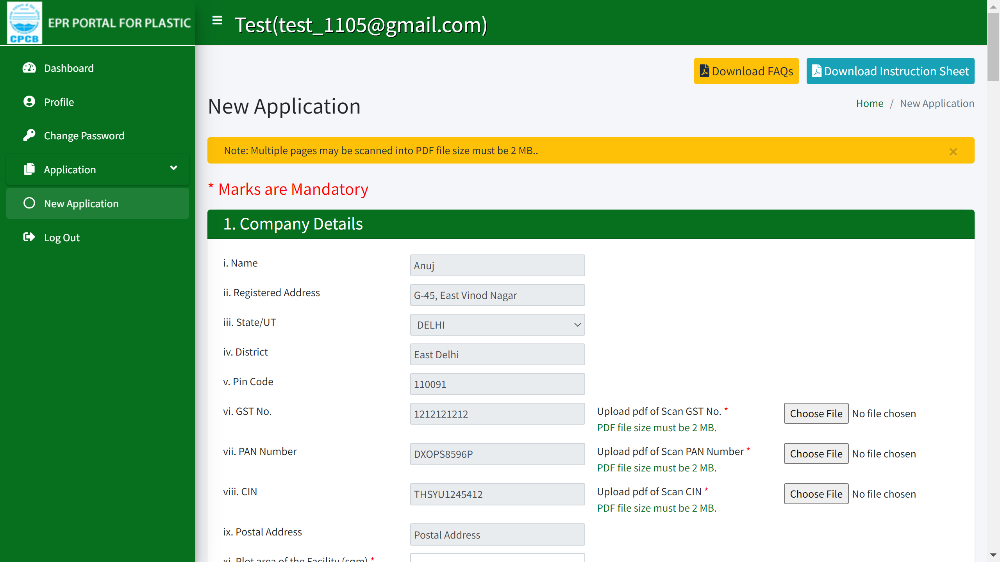 CPCB
EPR PORTAL FOR PLASTIC
Test(test_1105@gmail.com)
Dashboard
Profile
Change Password
Application
New Application
Log Out
Download FAQs
Download Instruction Sheet
New Application
Home / New Application
Note: Multiple pages may be scanned into PDF file size must be 2 MB..
×
* Marks are Mandatory
1. Company Details
i. Name
Anuj
ii. Registered Address
G-45, East Vinod Nagar
iii. State/UT
DELHI
iv. District
East Delhi
v. Pin Code
110091
vi. GST No.
1212121212
Upload pdf of Scan GST No. *
PDF file size must be 2 MB.
Choose File No file chosen
vii. PAN Number
DXOPS8596P
Upload pdf of Scan PAN Number *
PDF file size must be 2 MB.
Choose File No file chosen
viii. CIN
THSYU1245412
Upload pdf of Scan CIN *
PDF file size must be 2 MB.
Choose File No file chosen
ix. Postal Address
Postal Address
xi. Plot area of the Facility (sqm) *